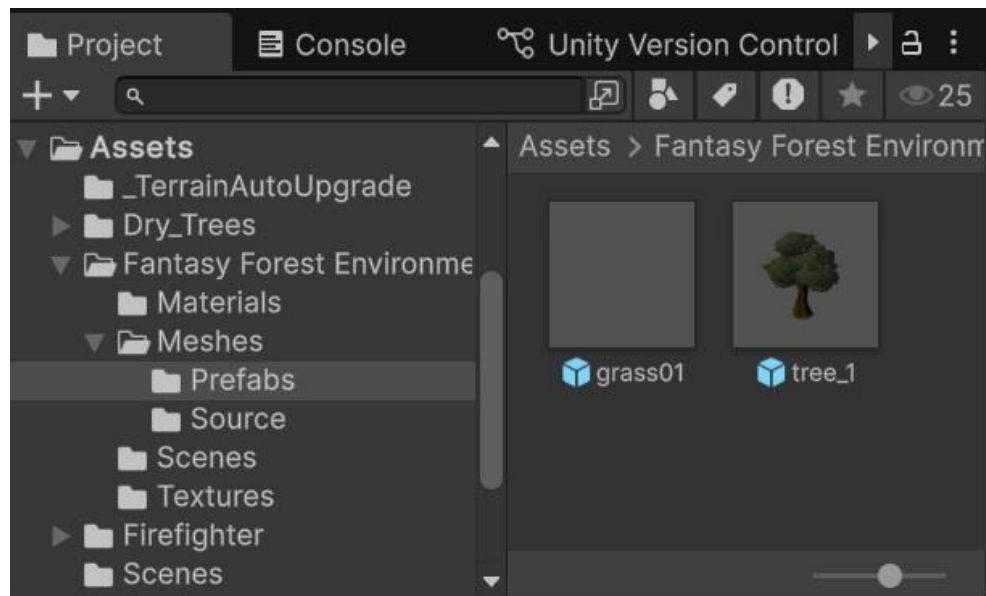 Project Console Unity Version Control
25
Assets
_TerrainAutoUpgrade
Dry_Trees
Fantasy Forest Environme
Materials
Meshes
Prefabs
Source
Scenes
Textures
Firefighter
Scenes
Assets > Fantasy Forest Environm
grass01 tree_1